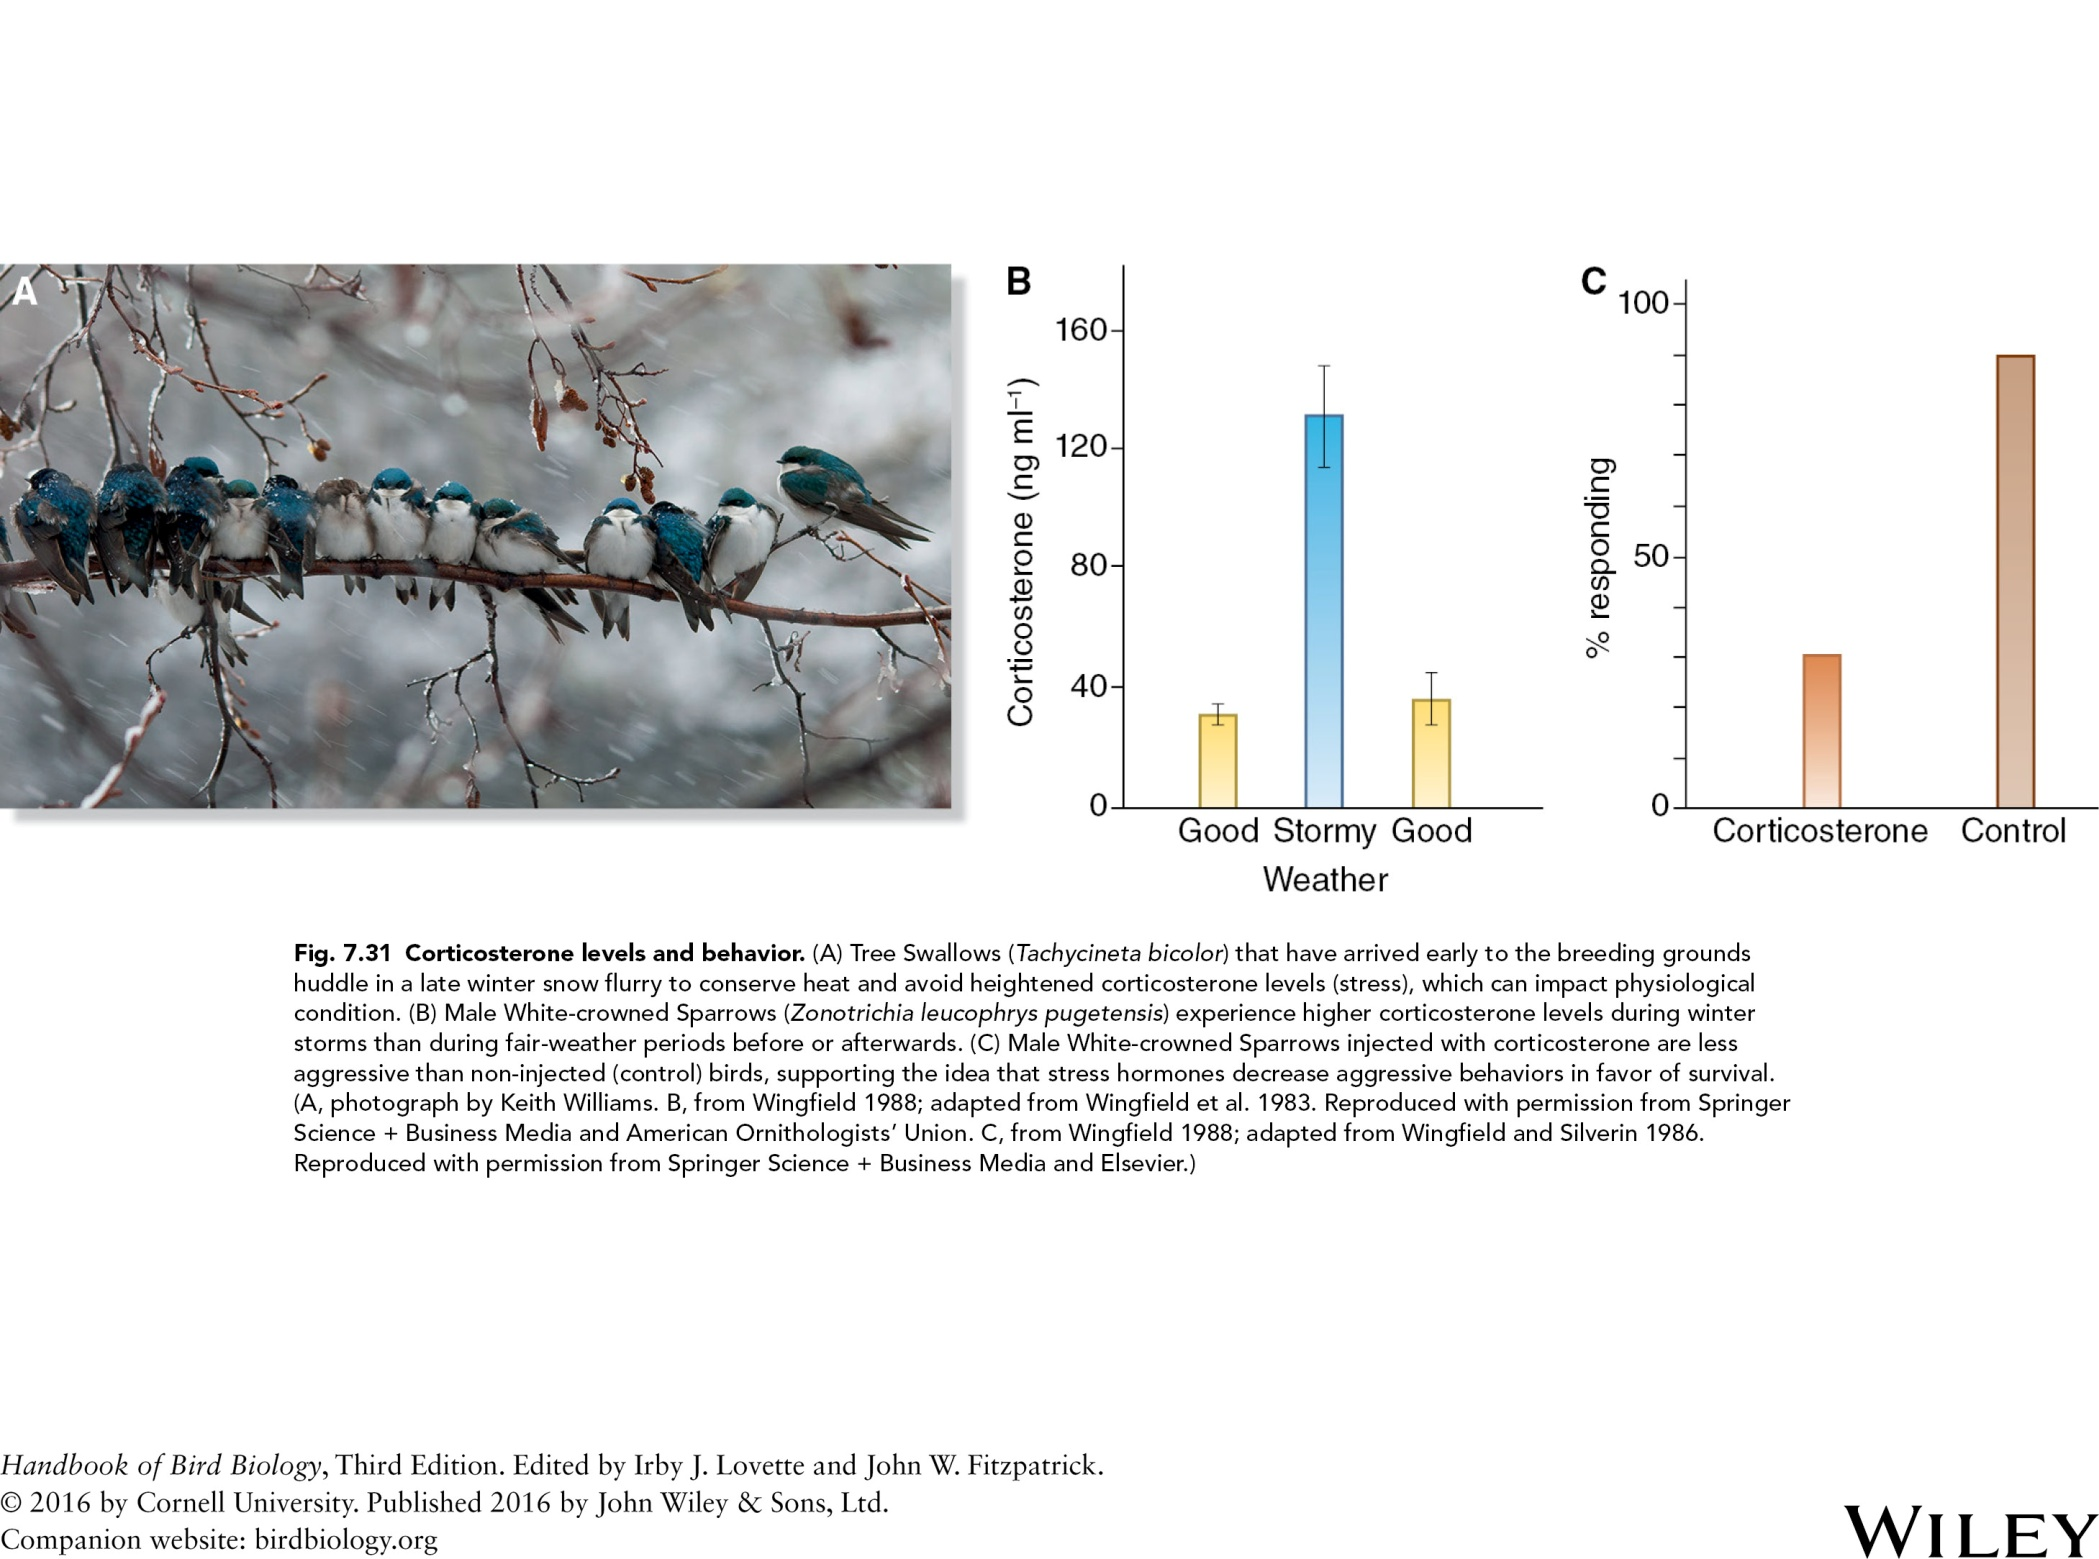 A
B
160
120
80
40
0
Corticosterone (ng ml⁻¹)
Good Stormy Good
Weather
C
100
50
0
% responding
Corticosterone Control
Fig. 7.31 Corticosterone levels and behavior. (A) Tree Swallows (Tachycineta bicolor) that have arrived early to the breeding grounds
huddle in a late winter snow flurry to conserve heat and avoid heightened corticosterone levels (stress), which can impact physiological
condition. (B) Male White-crowned Sparrows (Zonotrichia leucophrys pugetensis) experience higher corticosterone levels during winter
storms than during fair-weather periods before or afterwards. (C) Male White-crowned Sparrows injected with corticosterone are less
aggressive than non-injected (control) birds, supporting the idea that stress hormones decrease aggressive behaviors in favor of survival.
(A, photograph by Keith Williams. B, from Wingfield 1988; adapted from Wingfield et al. 1983. Reproduced with permission from Springer
Science + Business Media and American Ornithologists’ Union. C, from Wingfield 1988; adapted from Wingfield and Silverin 1986.
Reproduced with permission from Springer Science + Business Media and Elsevier.)
Handbook of Bird Biology, Third Edition. Edited by Irby J. Lovette and John W. Fitzpatrick.
© 2016 by Cornell University. Published 2016 by John Wiley & Sons, Ltd.
Companion website: birdbiology.org
WILEY